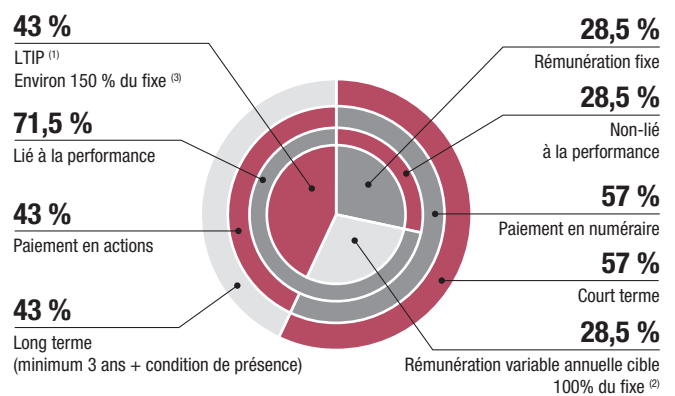 43 %
LTIP (1)
Environ 150 % du fixe (3)
71,5 %
Lié à la performance
43 %
Paiement en actions
43 %
Long terme
(minimum 3 ans + condition de présence)
28,5 %
Rémunération fixe
28,5 %
Non-lié
à la performance
57 %
Paiement en numéraire
57 %
Court terme
28,5 %
Rémunération variable annuelle cible
100% du fixe (2)